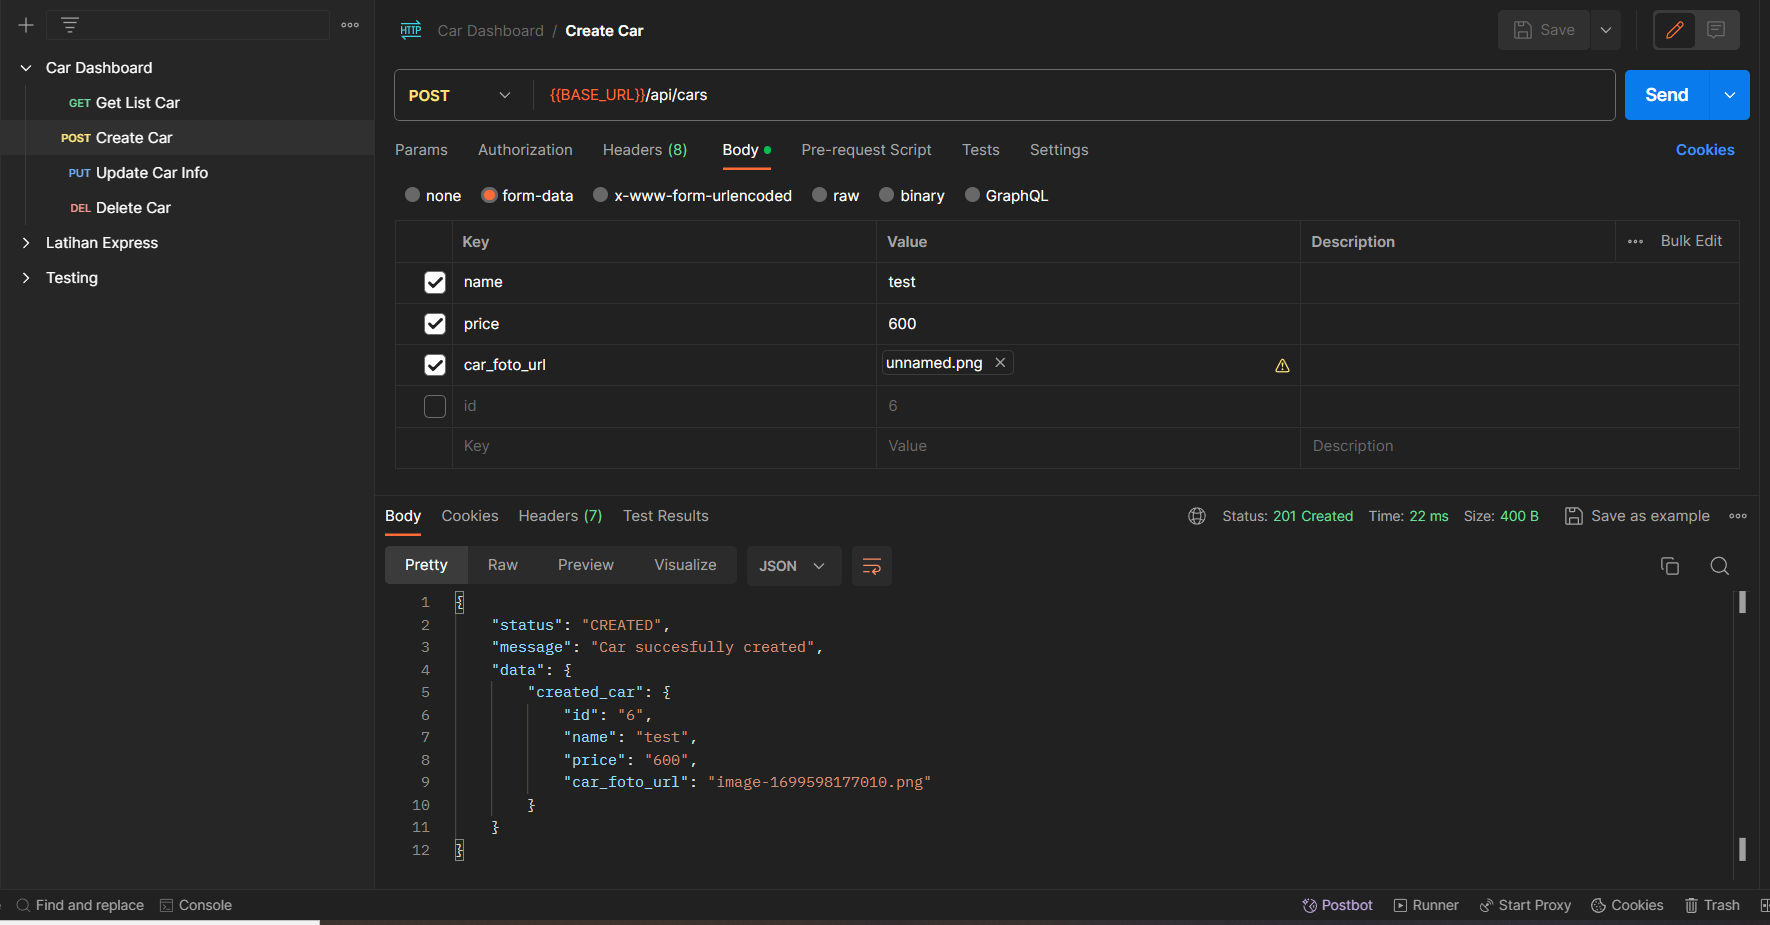 Car Dashboard
GET Get List Car
POST Create Car
PUT Update Car Info
DEL Delete Car
Latihan Express
Testing
HTTP Car Dashboard / Create Car
Save
POST {{BASE_URL}}/api/cars
Send
Params Authorization Headers (8) Body Pre-request Script Tests Settings Cookies
none form-data x-www-form-urlencoded raw binary GraphQL
Key Value Description Bulk Edit
name test
price 600
car_foto_url unnamed.png
id 6
Key Value Description
Body Cookies Headers (7) Test Results Status: 201 Created Time: 22 ms Size: 400 B Save as example
Pretty Raw Preview Visualize JSON
1 {
2 "status": "CREATED",
3 "message": "Car succesfully created",
4 "data": {
5 "created_car": {
6 "id": "6",
7 "name": "test",
8 "price": "600",
9 "car_foto_url": "image-1699598177010.png"
10 }
11 }
12 }
Find and replace Console Postbot Runner Start Proxy Cookies Trash